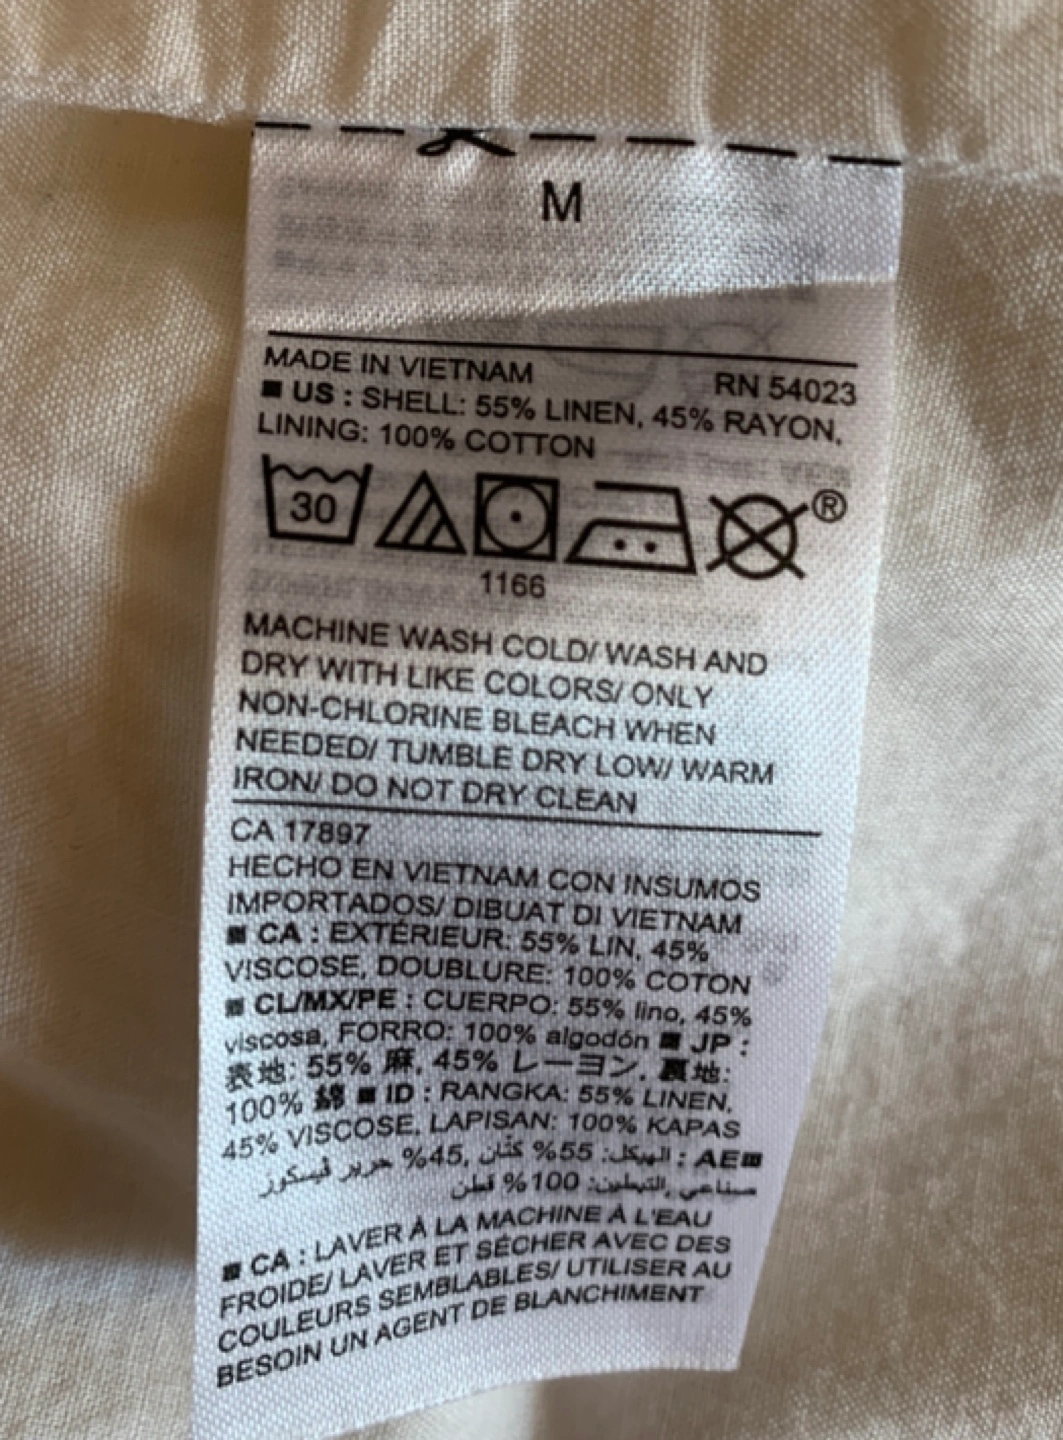 M
MADE IN VIETNAM RN 54023
■ US : SHELL: 55% LINEN, 45% RAYON,
LINING: 100% COTTON
30
®
1166
MACHINE WASH COLD/ WASH AND
DRY WITH LIKE COLORS/ ONLY
NON-CHLORINE BLEACH WHEN
NEEDED/ TUMBLE DRY LOW/ WARM
IRON/ DO NOT DRY CLEAN
CA 17897
HECHO EN VIETNAM CON INSUMOS
IMPORTADOS/ DIBUAT DI VIETNAM
■ CA : EXTÉRIEUR: 55% LIN, 45%
VISCOSE, DOUBLURE: 100% COTON
■ CL/MX/PE : CUERPO: 55% lino, 45%
viscosa, FORRO: 100% algodón ■ JP :
表地: 55% 麻, 45% レーヨン, 裏地:
100% 綿 ■ ID : RANGKA: 55% LINEN,
45% VISCOSE, LAPISAN: 100% KAPAS
■AE : الهيكل: 55% كتّان, 45% حرير فيسكوز
صناعي, التبطين: 100% قطن
■ CA : LAVER À LA MACHINE À L'EAU
FROIDE/ LAVER ET SÉCHER AVEC DES
COULEURS SEMBLABLES/ UTILISER AU
BESOIN UN AGENT DE BLANCHIMENT